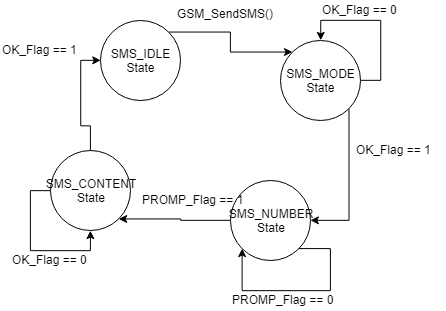 GSM_SendSMS()
OK_Flag == 0
OK_Flag == 1
SMS_IDLE
State
SMS_MODE
State
OK_Flag == 1
SMS_CONTENT
State
PROMP_Flag == 1
SMS_NUMBER
State
OK_Flag == 0
PROMP_Flag == 0